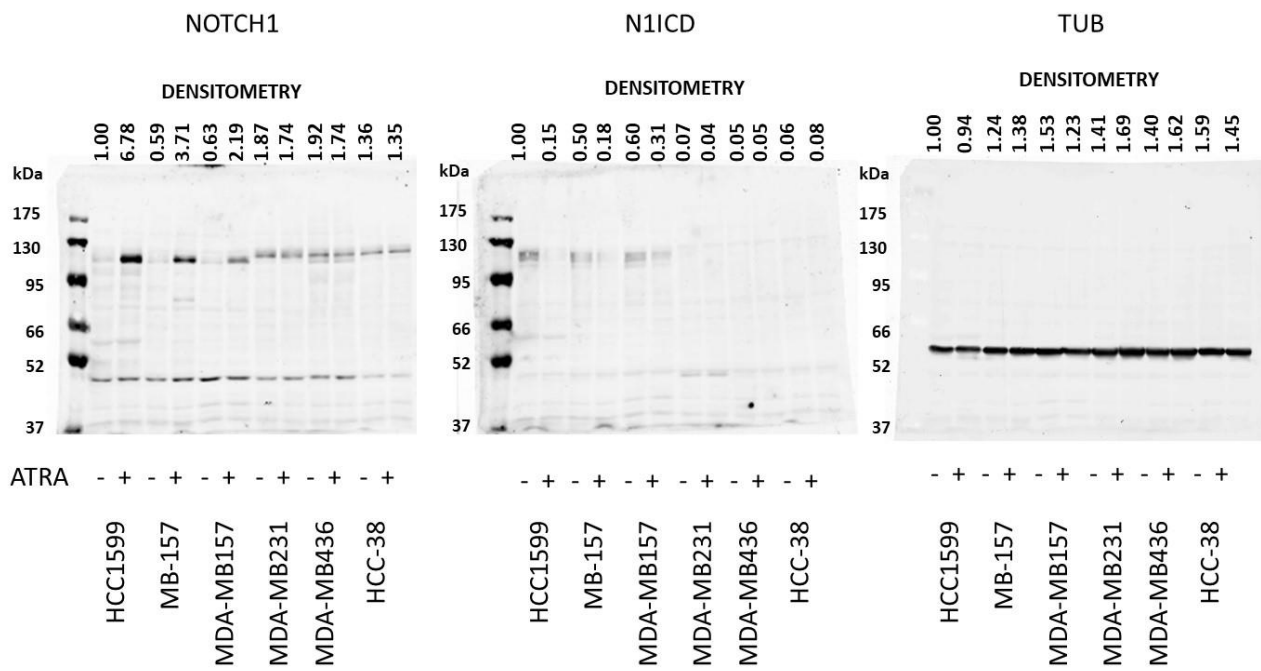 NOTCH1 N1ICD TUB
DENSITOMETRY DENSITOMETRY DENSITOMETRY
1.00 6.78 0.59 3.71 0.63 2.19 1.87 1.74 1.92 1.74 1.36 1.35
1.00 0.15 0.50 0.18 0.60 0.31 0.07 0.04 0.05 0.05 0.06 0.08
1.00 0.94 1.24 1.38 1.53 1.23 1.41 1.69 1.40 1.62 1.59 1.45
kDa kDa kDa
175 175 175
130 130 130
95 95 95
66 66 66
52 52 52
37 37 37
ATRA - + - + - + - + - + - + - + - + - + - + - + - + - + - + - + - + - + - +
HCC1599 MB-157 MDA-MB157 MDA-MB231 MDA-MB436 HCC-38
HCC1599 MB-157 MDA-MB157 MDA-MB231 MDA-MB436 HCC-38
HCC1599 MB-157 MDA-MB157 MDA-MB231 MDA-MB436 HCC-38